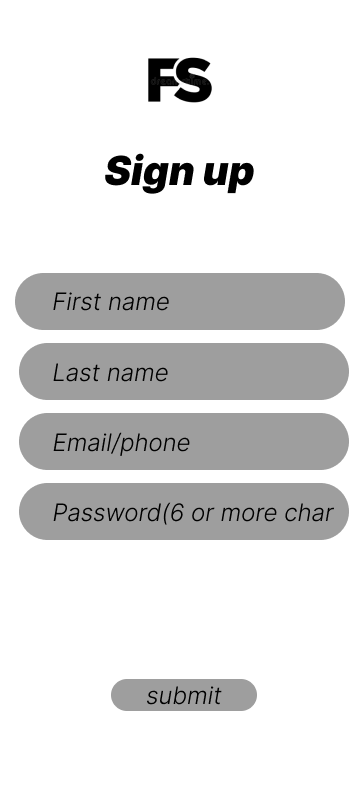 FS
Sign up
First name
Last name
Email/phone
Password(6 or more char
submit